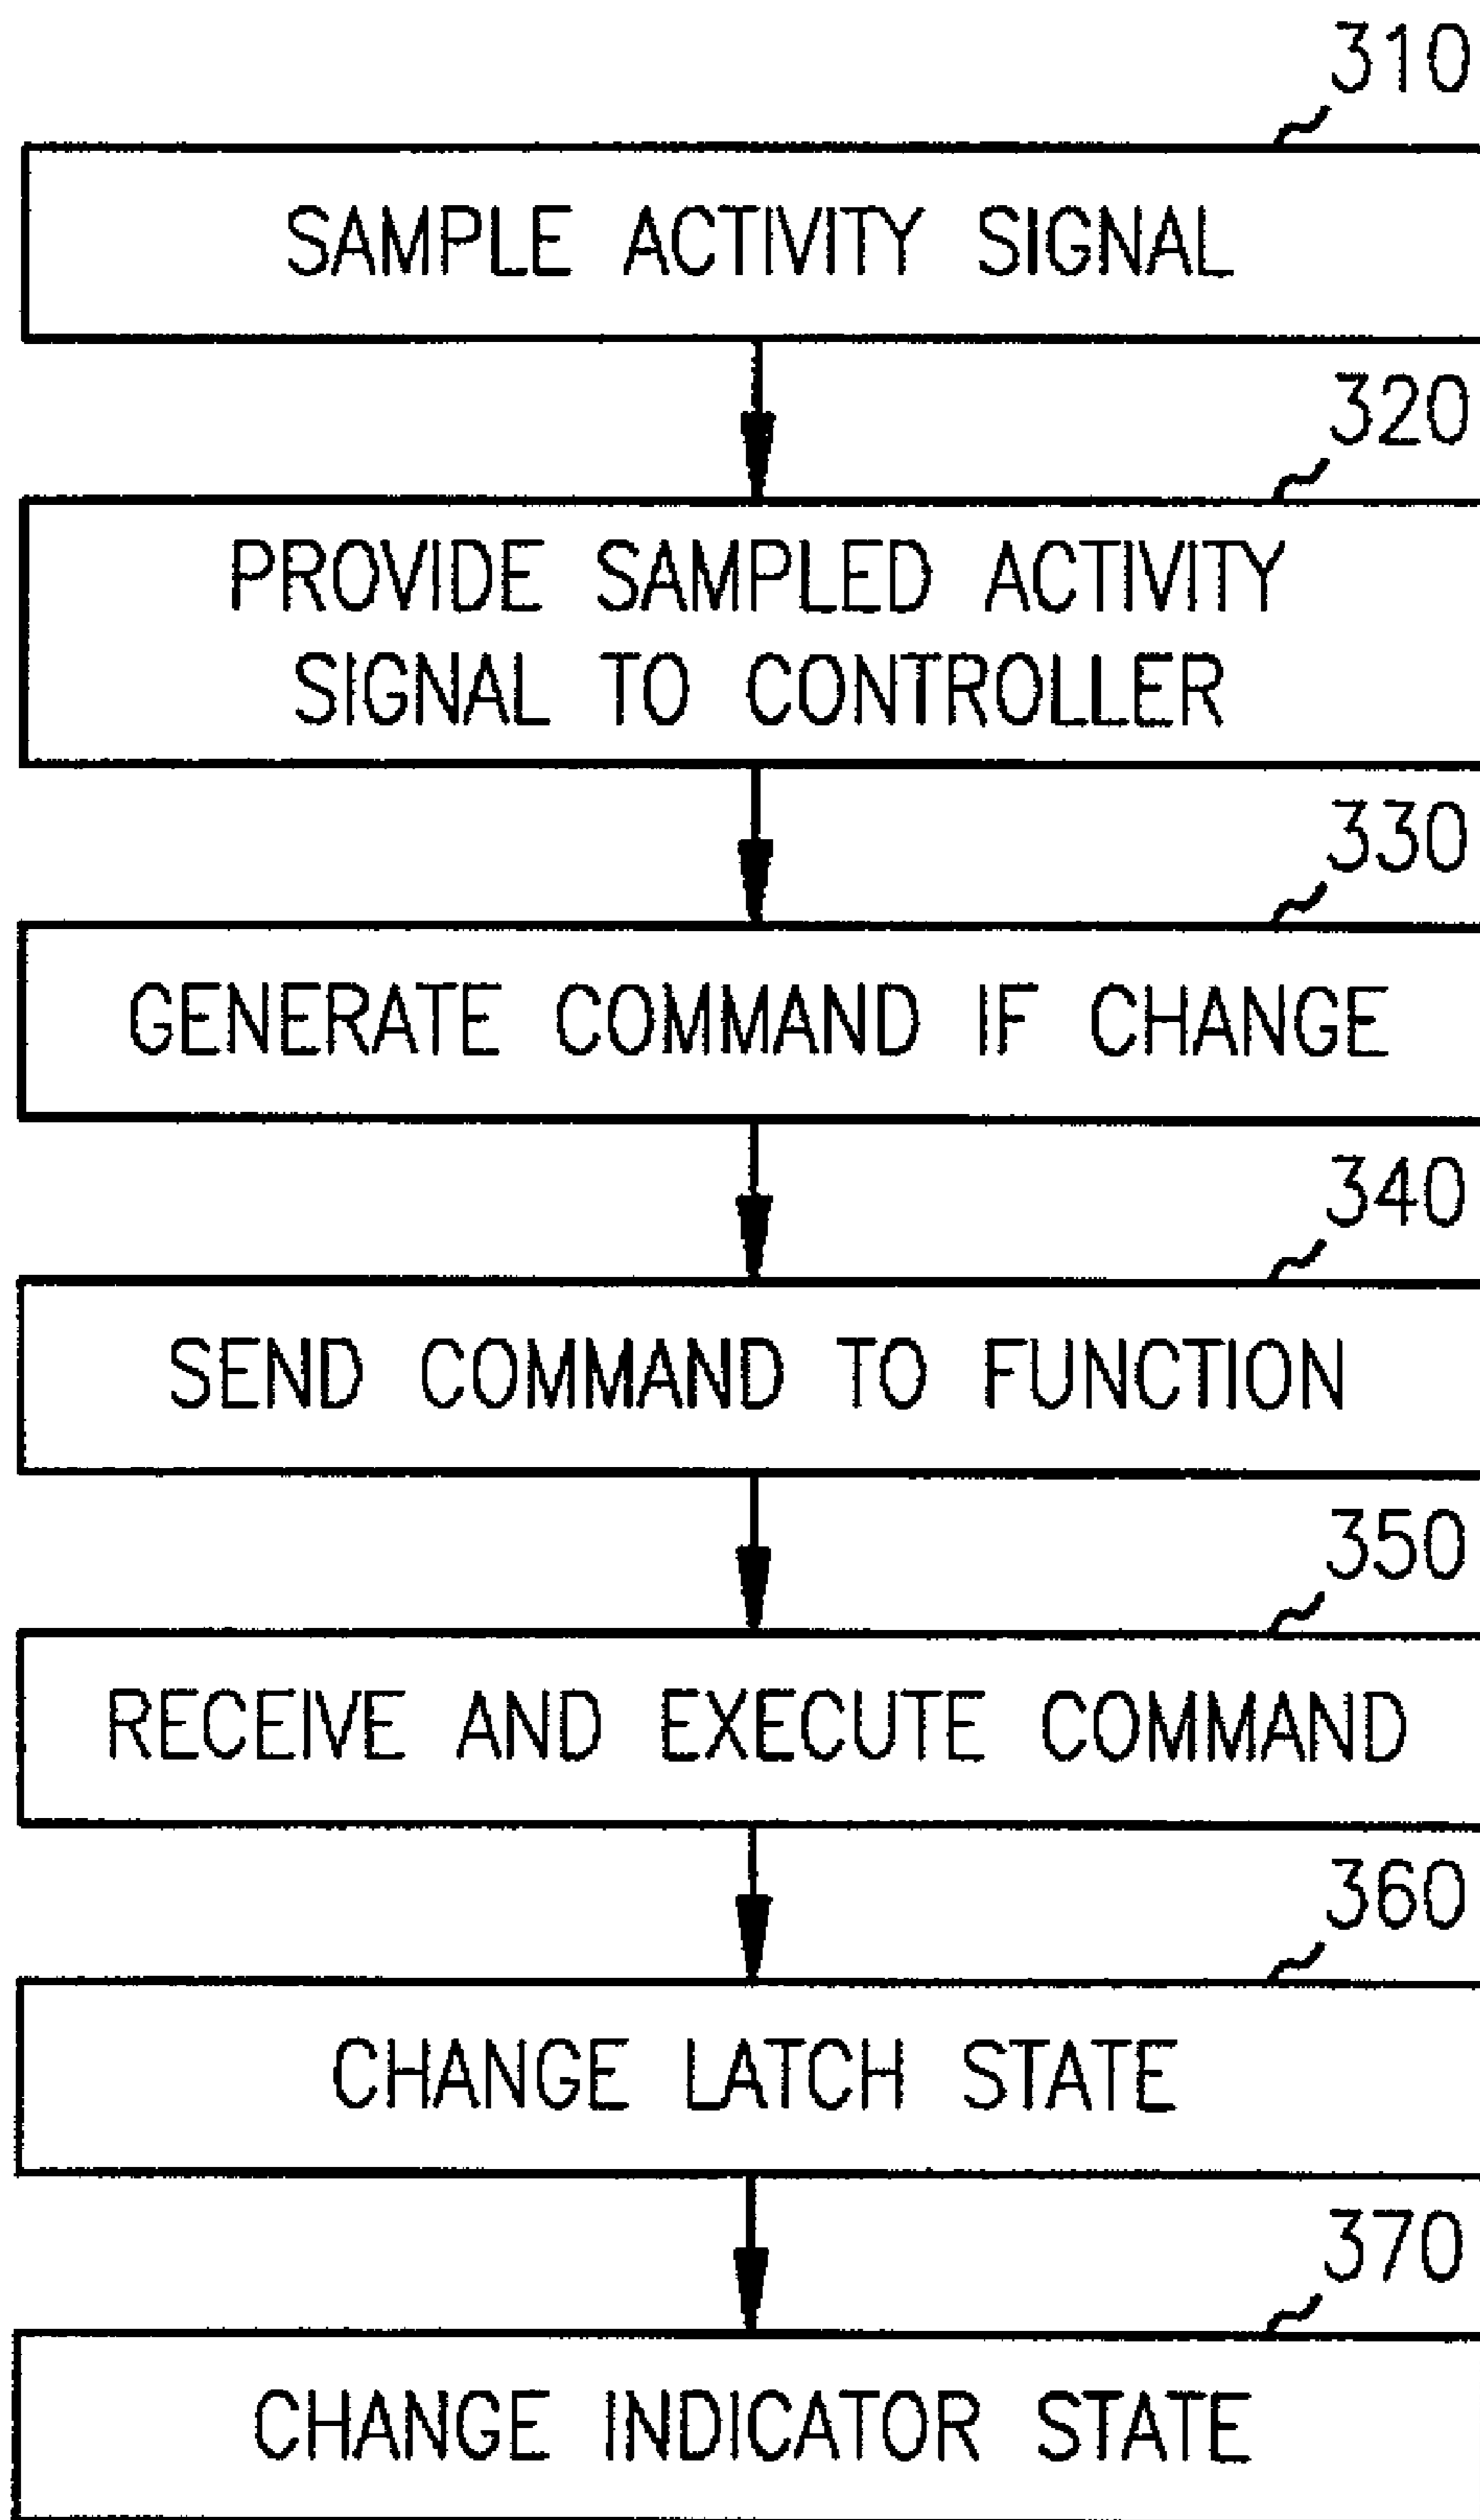 310
SAMPLE ACTIVITY SIGNAL
320
PROVIDE SAMPLED ACTIVITY
SIGNAL TO CONTROLLER
330
GENERATE COMMAND IF CHANGE
340
SEND COMMAND TO FUNCTION
350
RECEIVE AND EXECUTE COMMAND
360
CHANGE LATCH STATE
370
CHANGE INDICATOR STATE